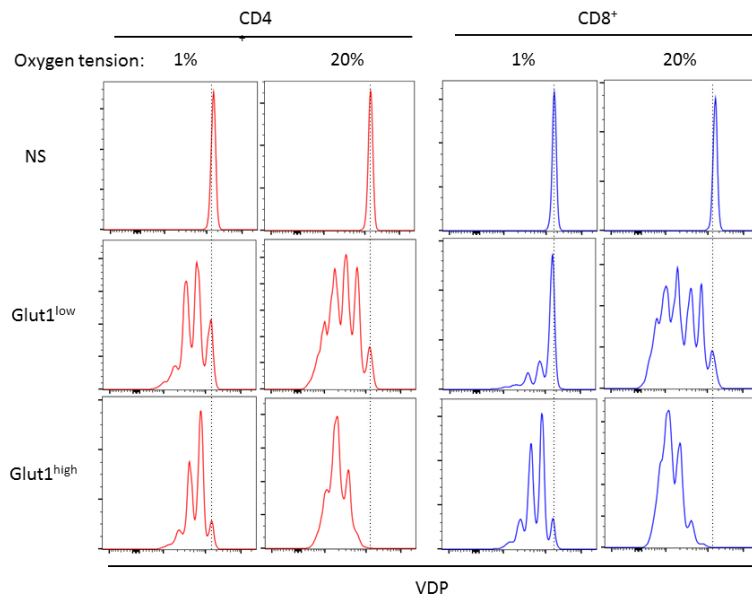 CD4
+
CD8⁺
Oxygen tension: 1% 20% 1% 20%
NS
Glut1ˡᵒʷ
Glut1ʰⁱᵍʰ
VDP